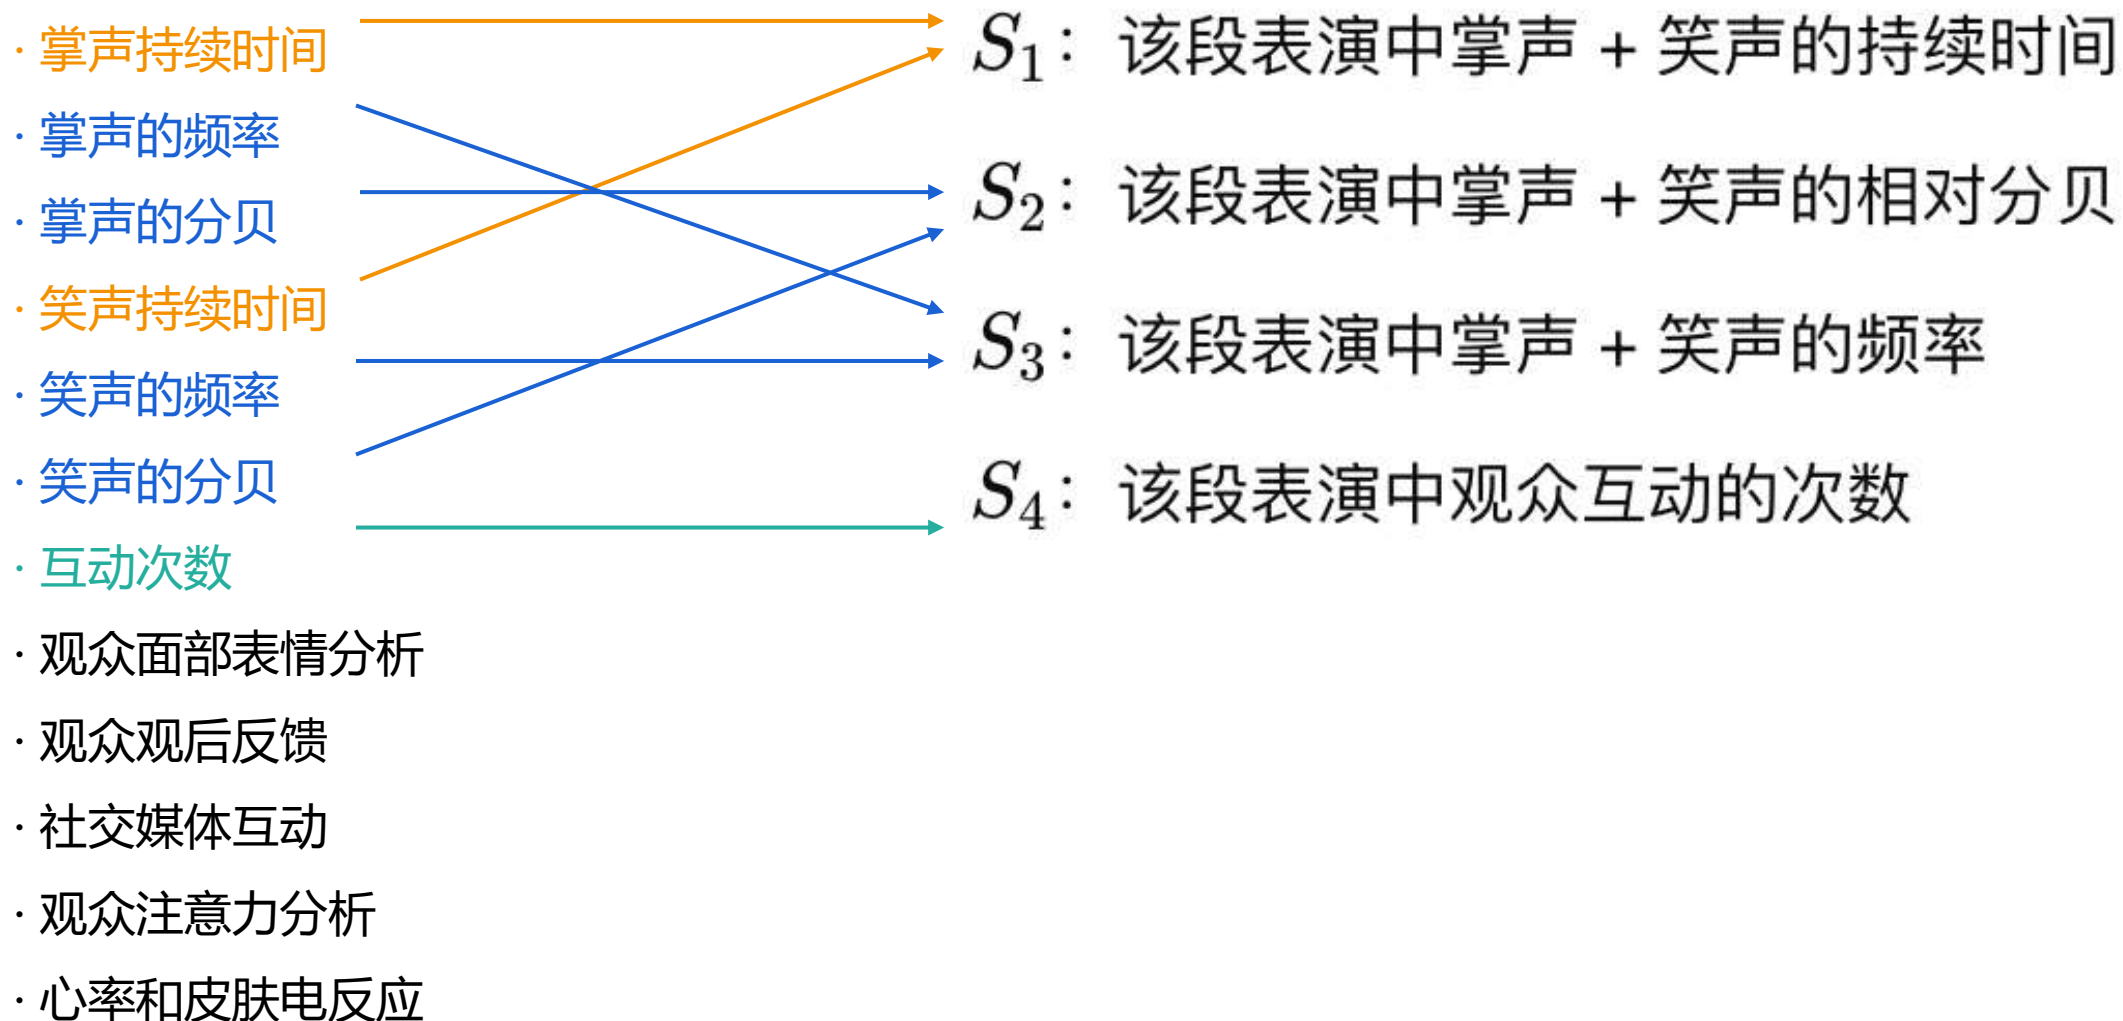 · 掌声持续时间
· 掌声的频率
· 掌声的分贝
· 笑声持续时间
· 笑声的频率
· 笑声的分贝
· 互动次数
· 观众面部表情分析
· 观众观后反馈
· 社交媒体互动
· 观众注意力分析
· 心率和皮肤电反应
S₁: 该段表演中掌声 + 笑声的持续时间
S₂: 该段表演中掌声 + 笑声的相对分贝
S₃: 该段表演中掌声 + 笑声的频率
S₄: 该段表演中观众互动的次数